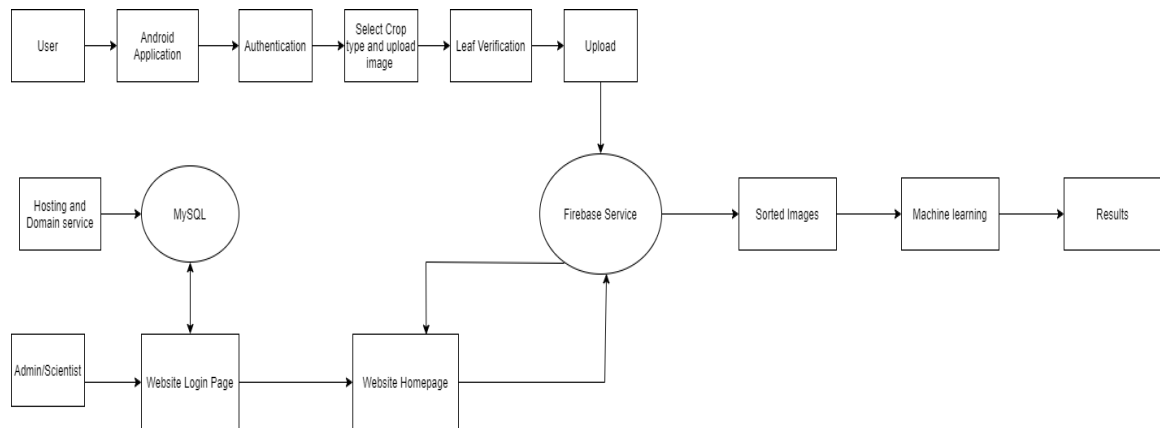 User
Android
Application
Authentication
Select Crop
type and upload
image
Leaf Verification
Upload
Hosting and
Domain service
MySQL
Firebase Service
Sorted Images
Machine learning
Results
Admin/Scientist
Website Login Page
Website Homepage